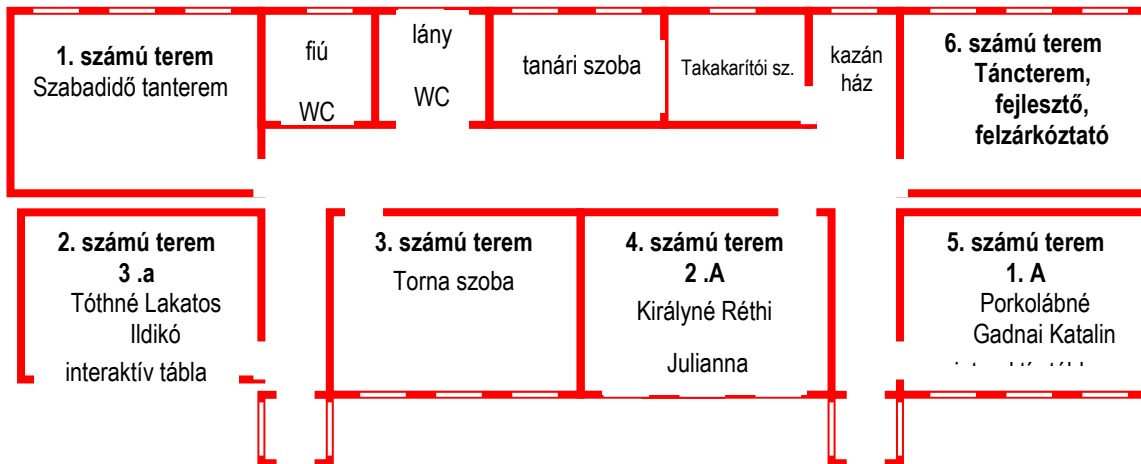 1. számú terem
Szabadidő tanterem
fiú
WC
lány
WC
tanári szoba
Takakarítói sz.
kazán
ház
6. számú terem
Táncterem,
fejlesztő,
felzárkóztató
2. számú terem
3 .a
Tóthné Lakatos
Ildikó
interaktív tábla
3. számú terem
Torna szoba
4. számú terem
2 .A
Királyné Réthi
Julianna
5. számú terem
1. A
Porkolábné
Gadnai Katalin